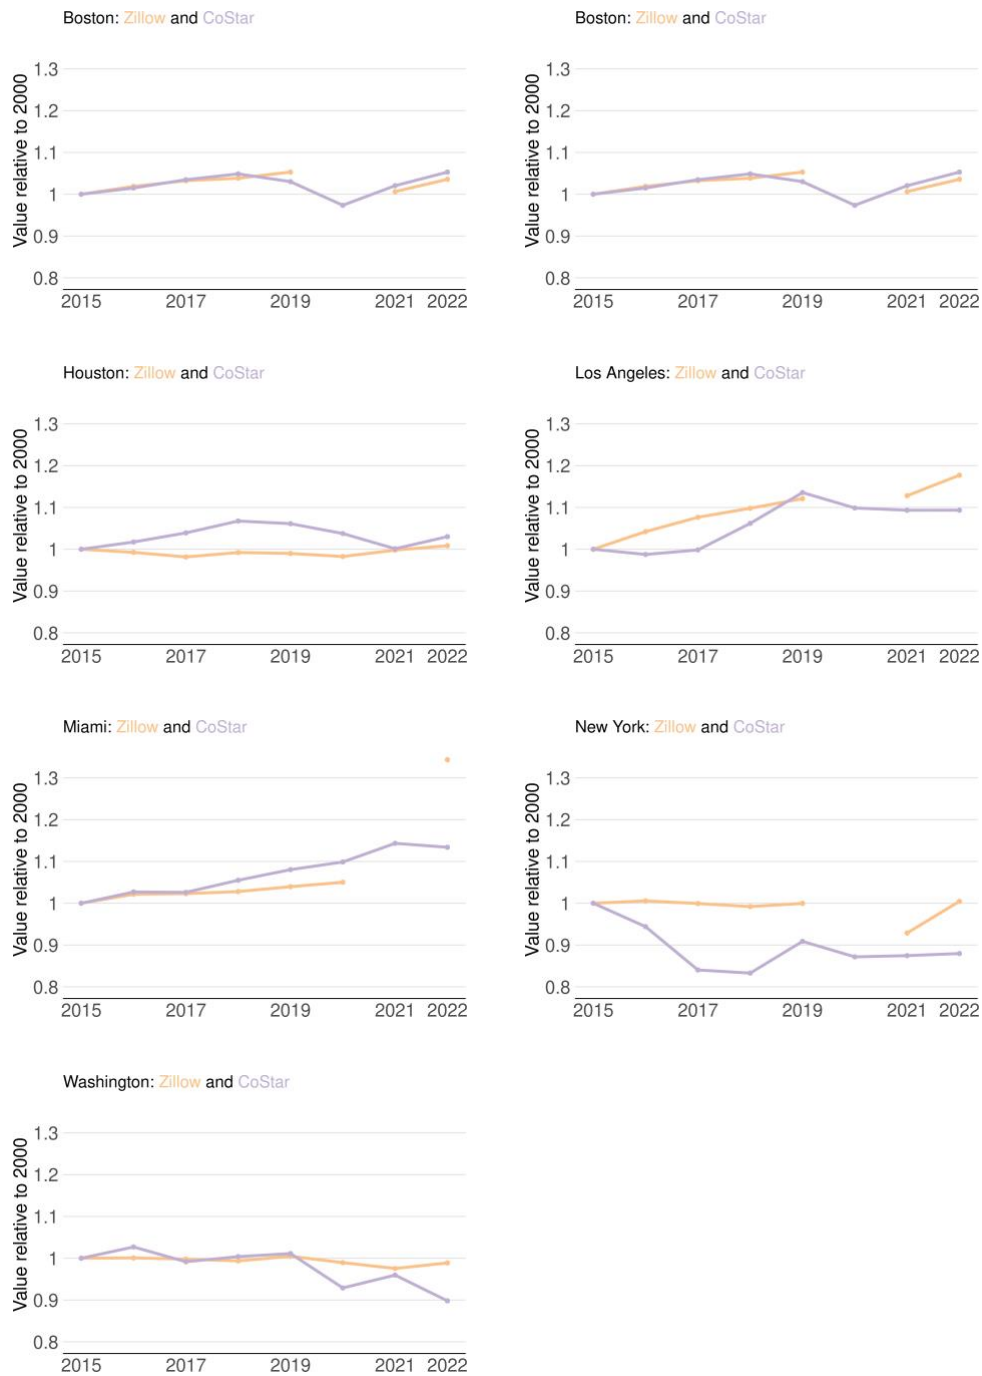 Boston: Zillow and CoStar
Value relative to 2000
1.3
1.2
1.1
1
0.9
0.8
2015 2017 2019 2021 2022
Boston: Zillow and CoStar
Value relative to 2000
1.3
1.2
1.1
1
0.9
0.8
2015 2017 2019 2021 2022
Houston: Zillow and CoStar
Value relative to 2000
1.3
1.2
1.1
1
0.9
0.8
2015 2017 2019 2021 2022
Los Angeles: Zillow and CoStar
Value relative to 2000
1.3
1.2
1.1
1
0.9
0.8
2015 2017 2019 2021 2022
Miami: Zillow and CoStar
Value relative to 2000
1.3
1.2
1.1
1
0.9
0.8
2015 2017 2019 2021 2022
New York: Zillow and CoStar
Value relative to 2000
1.3
1.2
1.1
1
0.9
0.8
2015 2017 2019 2021 2022
Washington: Zillow and CoStar
Value relative to 2000
1.3
1.2
1.1
1
0.9
0.8
2015 2017 2019 2021 2022